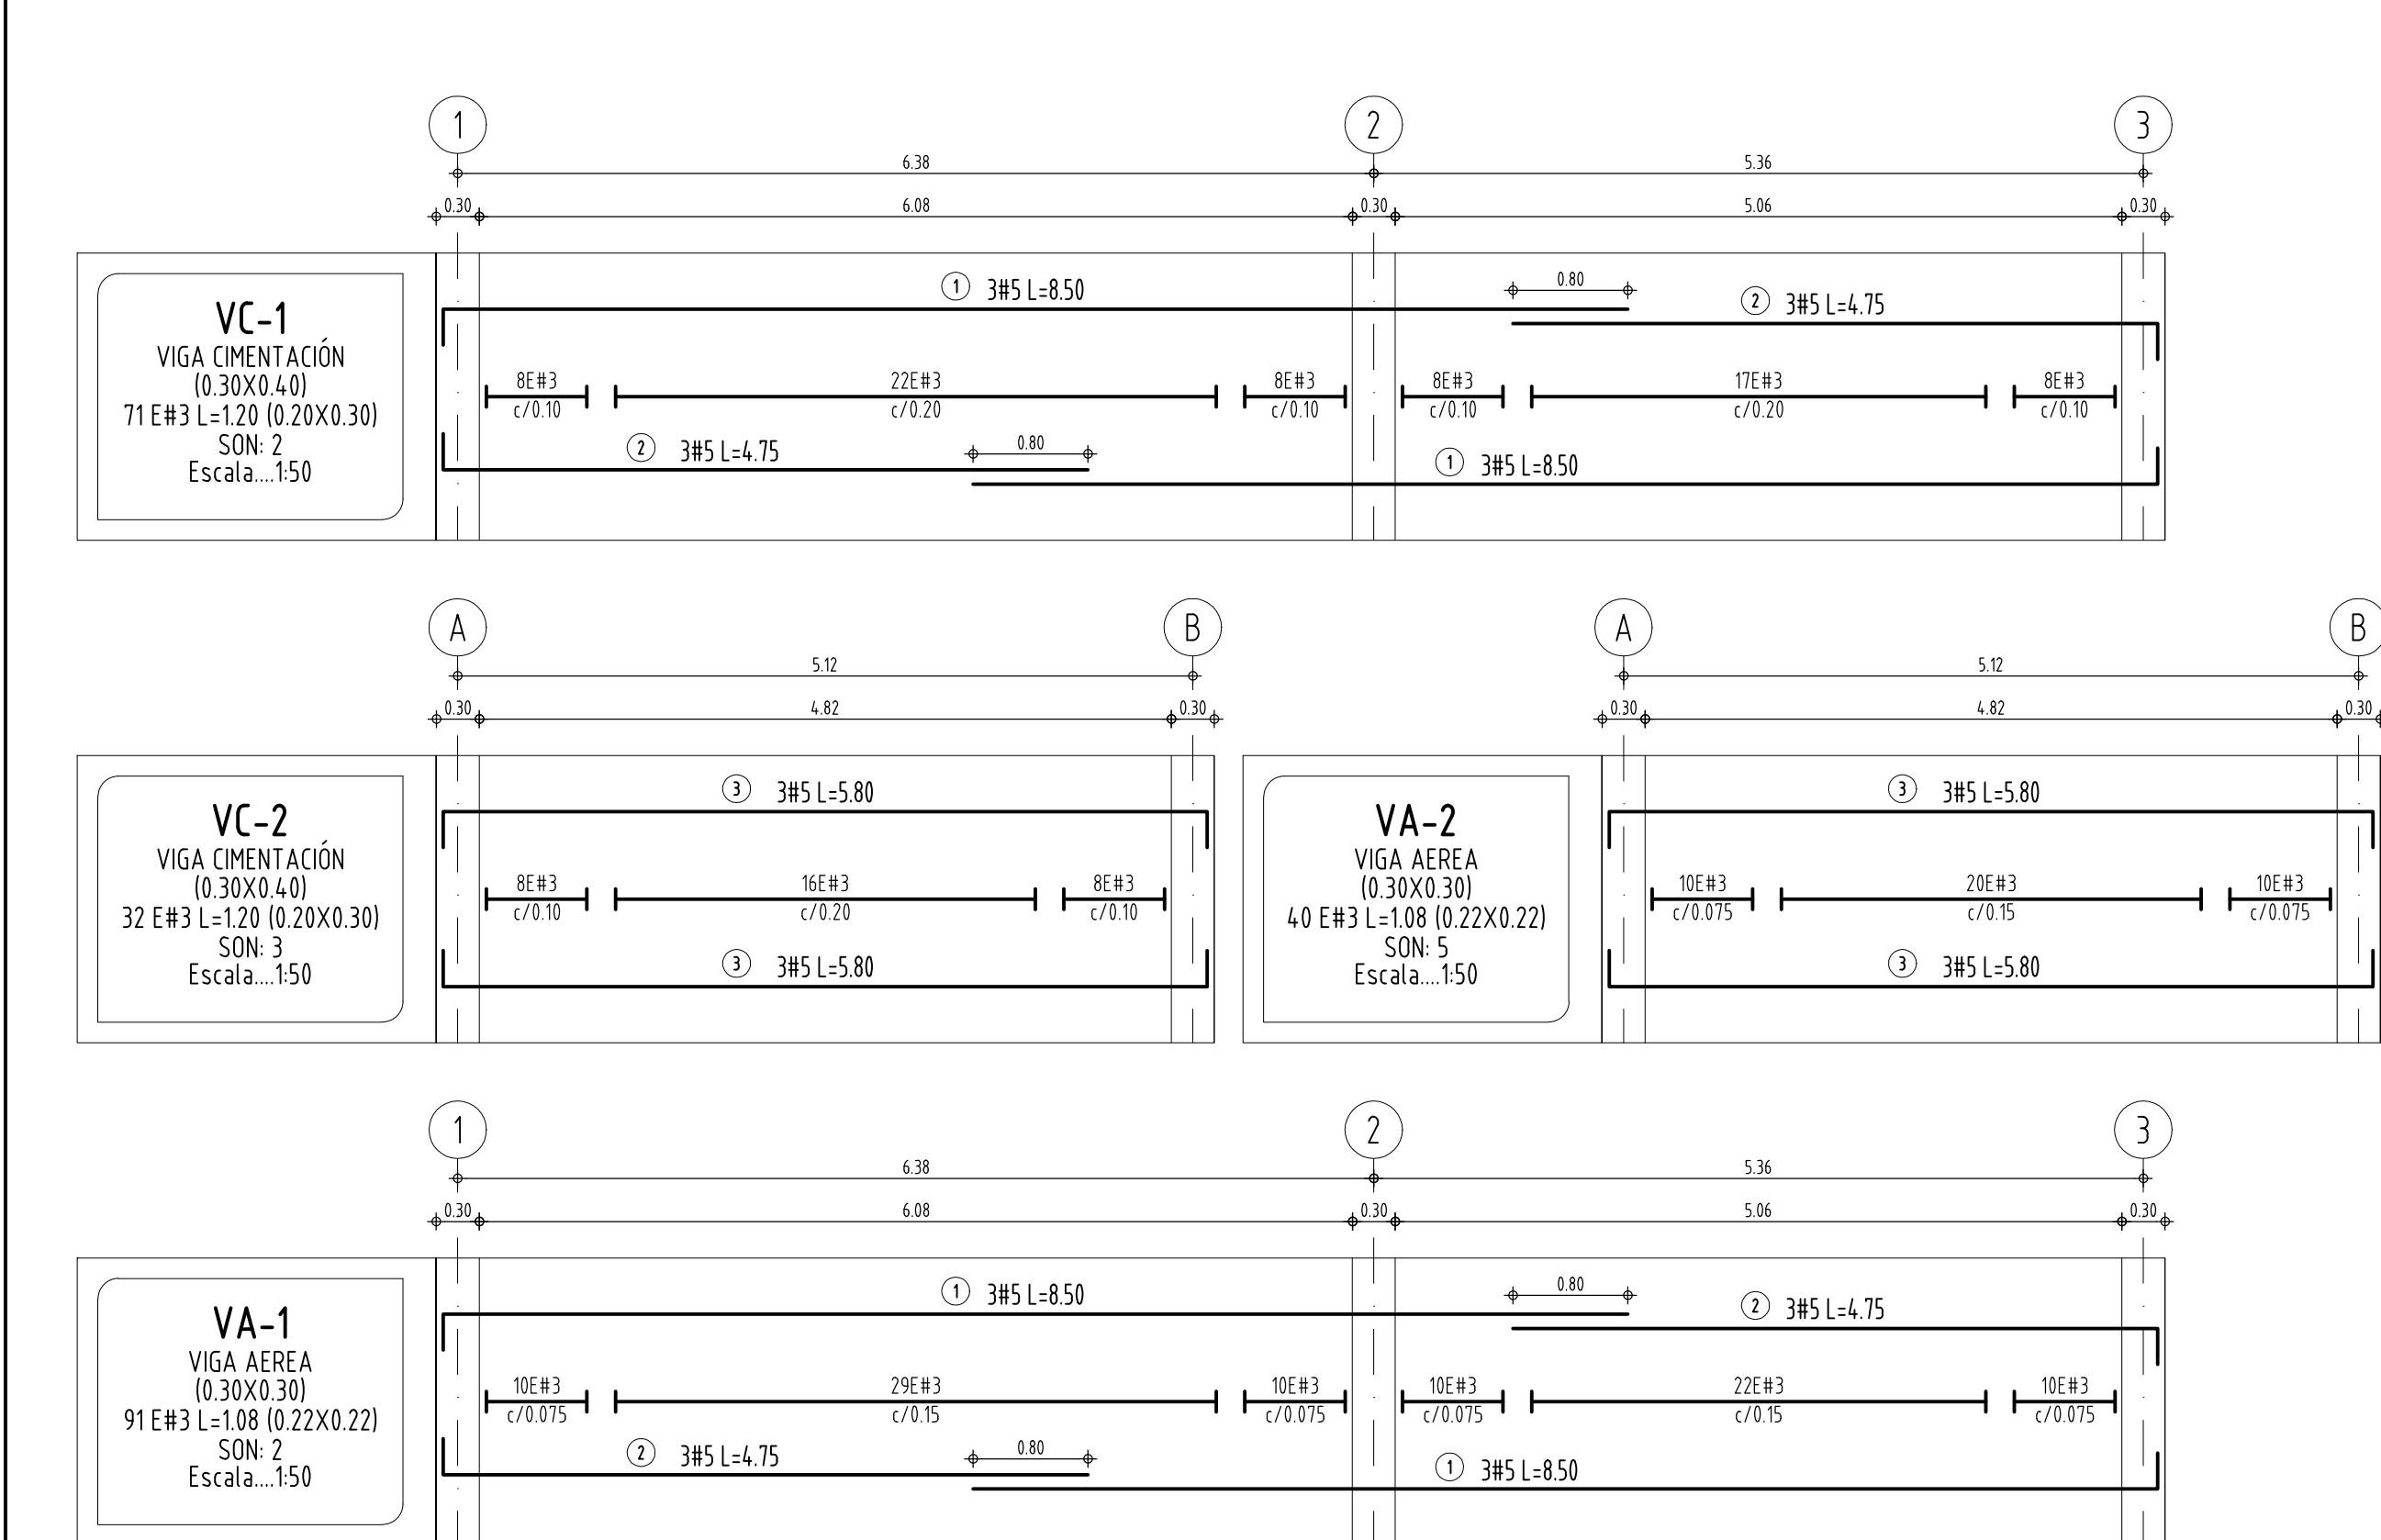 1
2
3
6.38
5.36
0.30
6.08
0.30
5.06
0.30
VC-1
VIGA CIMENTACIÓN
(0.30X0.40)
71 E#3 L=1.20 (0.20X0.30)
SON: 2
Escala....1:50
1 3#5 L=8.50
0.80
2 3#5 L=4.75
8E#3
c/0.10
22E#3
c/0.20
8E#3
c/0.10
8E#3
c/0.10
17E#3
c/0.20
8E#3
c/0.10
2 3#5 L=4.75
0.80
1 3#5 L=8.50
A
B
5.12
0.30
4.82
0.30
VC-2
VIGA CIMENTACIÓN
(0.30X0.40)
32 E#3 L=1.20 (0.20X0.30)
SON: 3
Escala....1:50
3 3#5 L=5.80
8E#3
c/0.10
16E#3
c/0.20
8E#3
c/0.10
3 3#5 L=5.80
A
B
5.12
0.30
4.82
0.30
VA-2
VIGA AEREA
(0.30X0.30)
40 E#3 L=1.08 (0.22X0.22)
SON: 5
Escala....1:50
3 3#5 L=5.80
10E#3
c/0.075
20E#3
c/0.15
10E#3
c/0.075
3 3#5 L=5.80
1
2
3
6.38
5.36
0.30
6.08
0.30
5.06
0.30
VA-1
VIGA AEREA
(0.30X0.30)
91 E#3 L=1.08 (0.22X0.22)
SON: 2
Escala....1:50
1 3#5 L=8.50
0.80
2 3#5 L=4.75
10E#3
c/0.075
29E#3
c/0.15
10E#3
c/0.075
10E#3
c/0.075
22E#3
c/0.15
10E#3
c/0.075
2 3#5 L=4.75
0.80
1 3#5 L=8.50